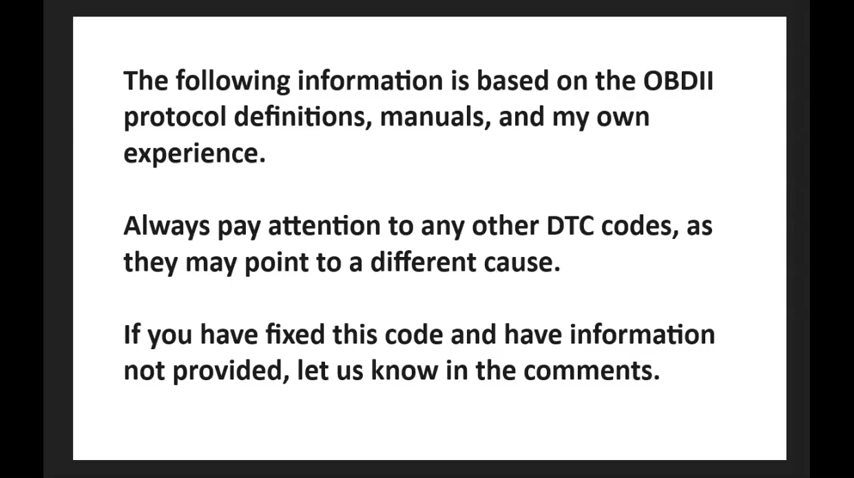 The following information is based on the OBDII
protocol definitions, manuals, and my own
experience.
Always pay attention to any other DTC codes, as
they may point to a different cause.
If you have fixed this code and have information
not provided, let us know in the comments.